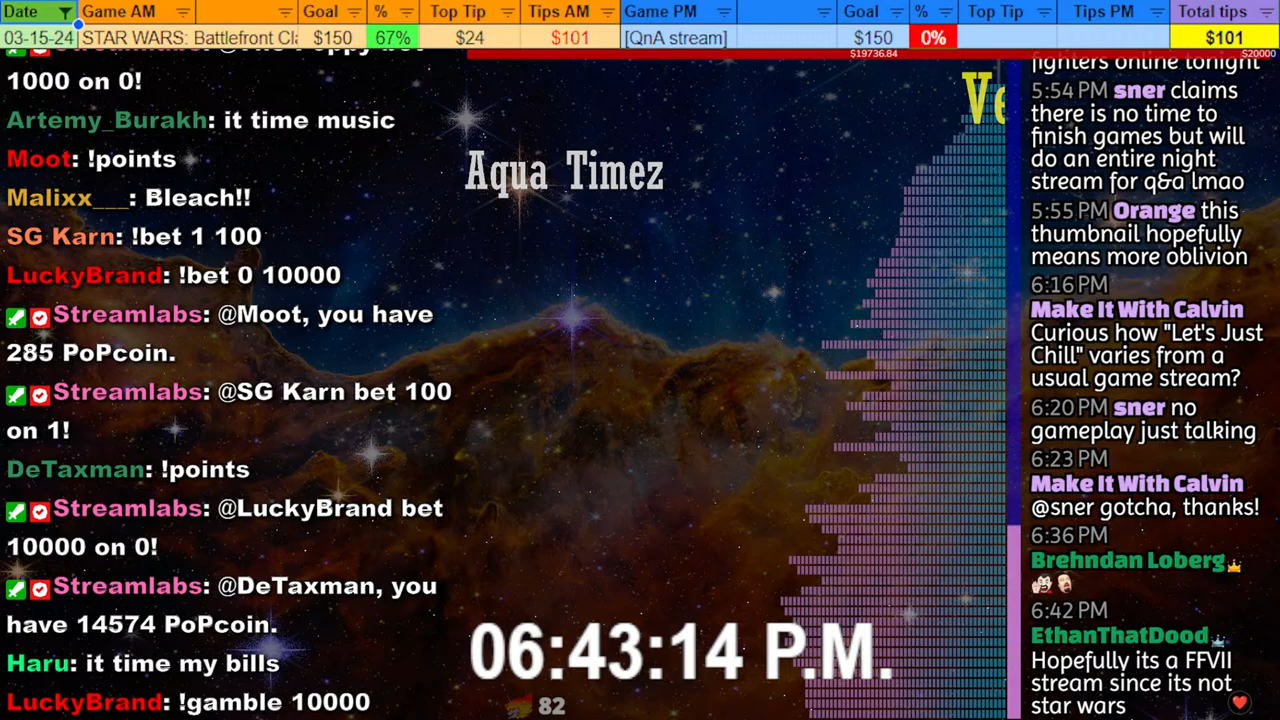 Date Game AM Goal % Top Tip Tips AM Game PM Goal % Top Tip Tips PM Total tips
03-15-24 STAR WARS: Battlefront Cl $150 67% $24 $101 [QnA stream] $150 0% $101
$19736.84 $20000
1000 on 0!
Artemy_Burakh: it time music
Moot: !points
Malixx___: Bleach!!
SG Karn: !bet 1 100
LuckyBrand: !bet 0 10000
Streamlabs: @Moot, you have
285 PoPcoin.
Streamlabs: @SG Karn bet 100
on 1!
DeTaxman: !points
Streamlabs: @LuckyBrand bet
10000 on 0!
Streamlabs: @DeTaxman, you
have 14574 PoPcoin.
Haru: it time my bills
LuckyBrand: !gamble 10000
Aqua Timez
Ve
06:43:14 P.M.
82
fighters online tonight
5:54 PM sner claims
there is no time to
finish games but will
do an entire night
stream for q&a lmao
5:55 PM Orange this
thumbnail hopefully
means more oblivion
6:16 PM
Make It With Calvin
Curious how "Let's Just
Chill" varies from a
usual game stream?
6:20 PM sner no
gameplay just talking
6:23 PM
Make It With Calvin
@sner gotcha, thanks!
6:36 PM
Brehndan Loberg
6:42 PM
EthanThatDood
Hopefully its a FFVII
stream since its not
star wars